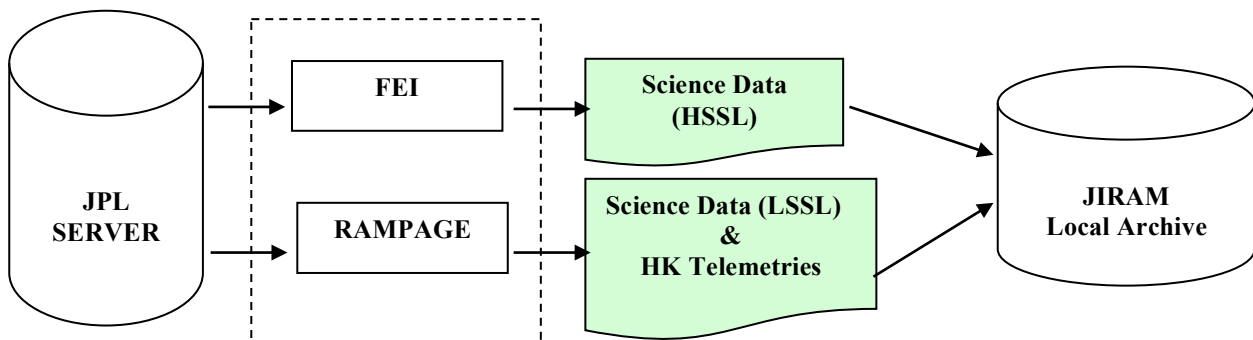 JPL
SERVER
FEI
RAMPAGE
Science Data
(HSSL)
Science Data (LSSL)
&
HK Telemetries
JIRAM
Local Archive